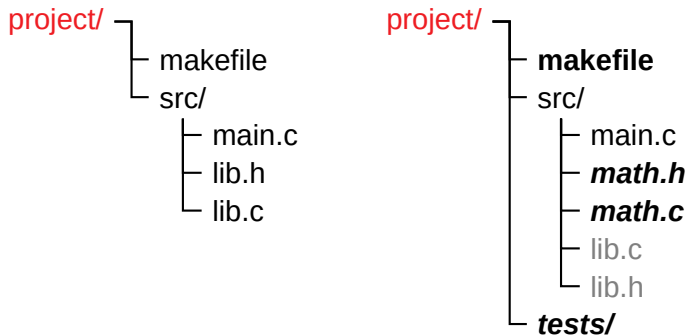 project/
makefile
src/
main.c
lib.h
lib.c
project/
makefile
src/
main.c
math.h
math.c
lib.c
lib.h
tests/